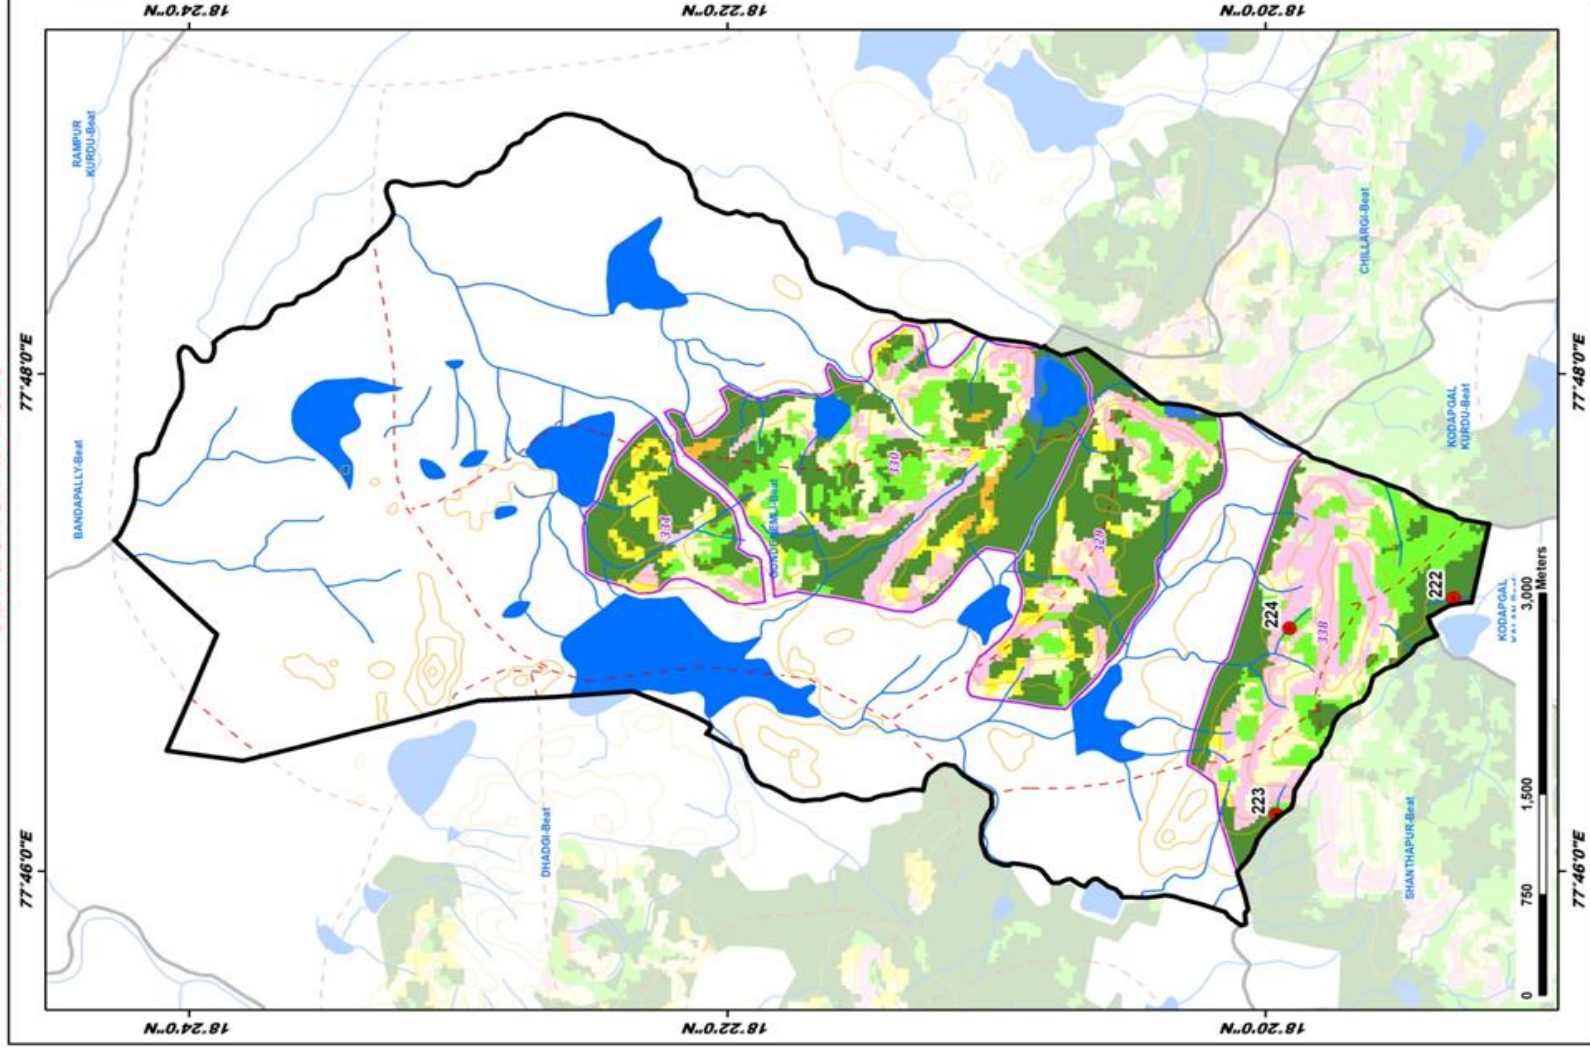 18°24'0"N
18°22'0"N
18°20'0"N
RAMPUR
KURDU-Beat
77°48'0"E
77°48'0"E
BANDAPALLY-Beat
CHILLARGI-Beat
KODAPGAL
KURDU-Beat
330
329
338
224
222
223
KODAPGAL
DHADGI-Beat
SHANTHAPUR-Beat
77°46'0"E
77°46'0"E
0
750
1,500
3,000
Meters
18°24'0"N
18°22'0"N
18°20'0"N